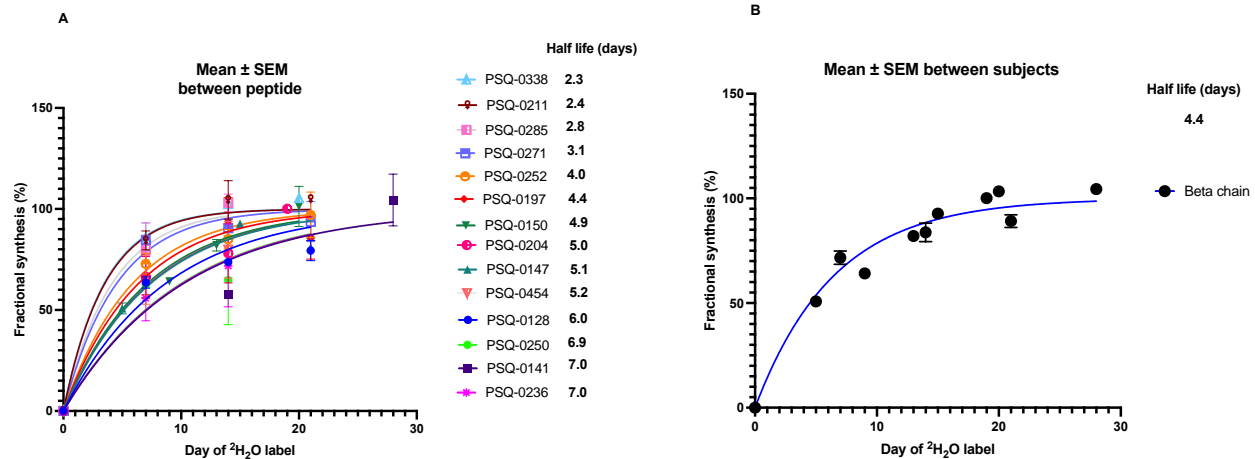 A
Mean ± SEM
between peptide
Half life (days)
PSQ-0338 2.3
PSQ-0211 2.4
PSQ-0285 2.8
PSQ-0271 3.1
PSQ-0252 4.0
PSQ-0197 4.4
PSQ-0150 4.9
PSQ-0204 5.0
PSQ-0147 5.1
PSQ-0454 5.2
PSQ-0128 6.0
PSQ-0250 6.9
PSQ-0141 7.0
PSQ-0236 7.0
Fractional synthesis (%)
150
100
50
0
0 10 20 30
Day of ²H₂O label
B
Mean ± SEM between subjects
Half life (days)
4.4
Beta chain
Fractional synthesis (%)
150
100
50
0
0 10 20 30
Day of ²H₂O label